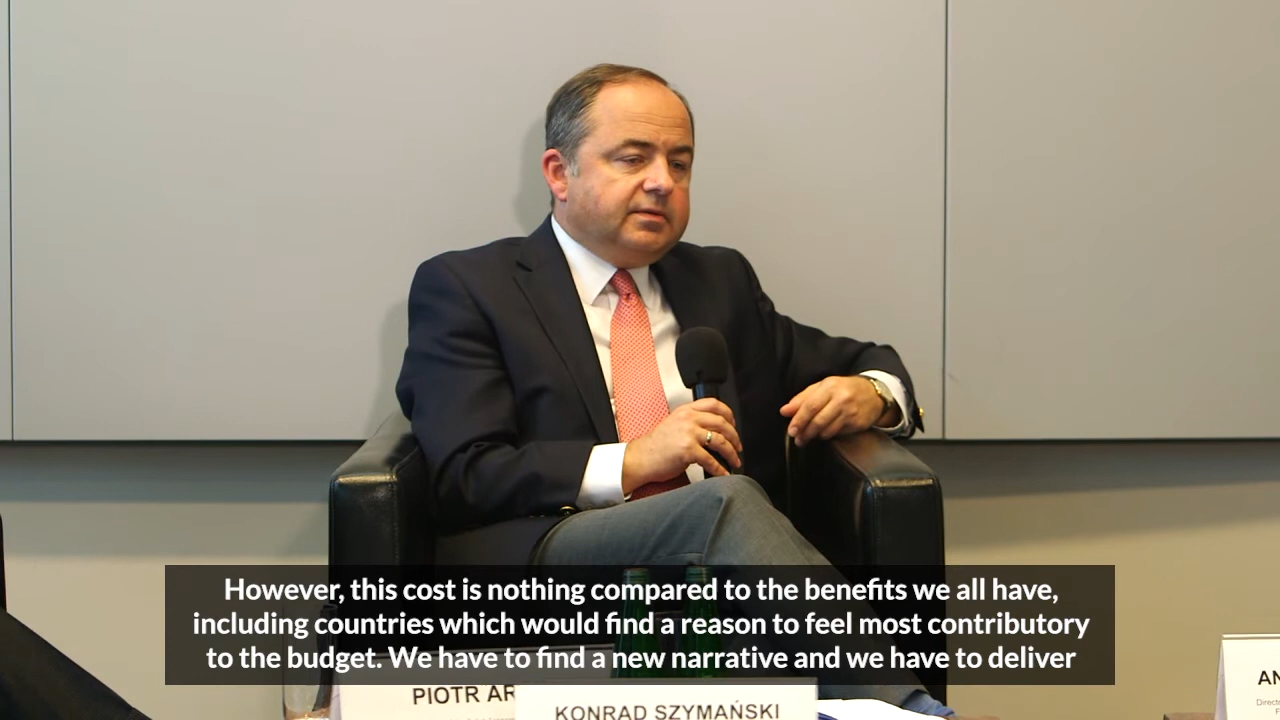 However, this cost is nothing compared to the benefits we all have,
including countries which would find a reason to feel most contributory
to the budget. We have to find a new narrative and we have to deliver
PIOTR AR
KONRAD SZYMAŃSKI
AN
Directo
F